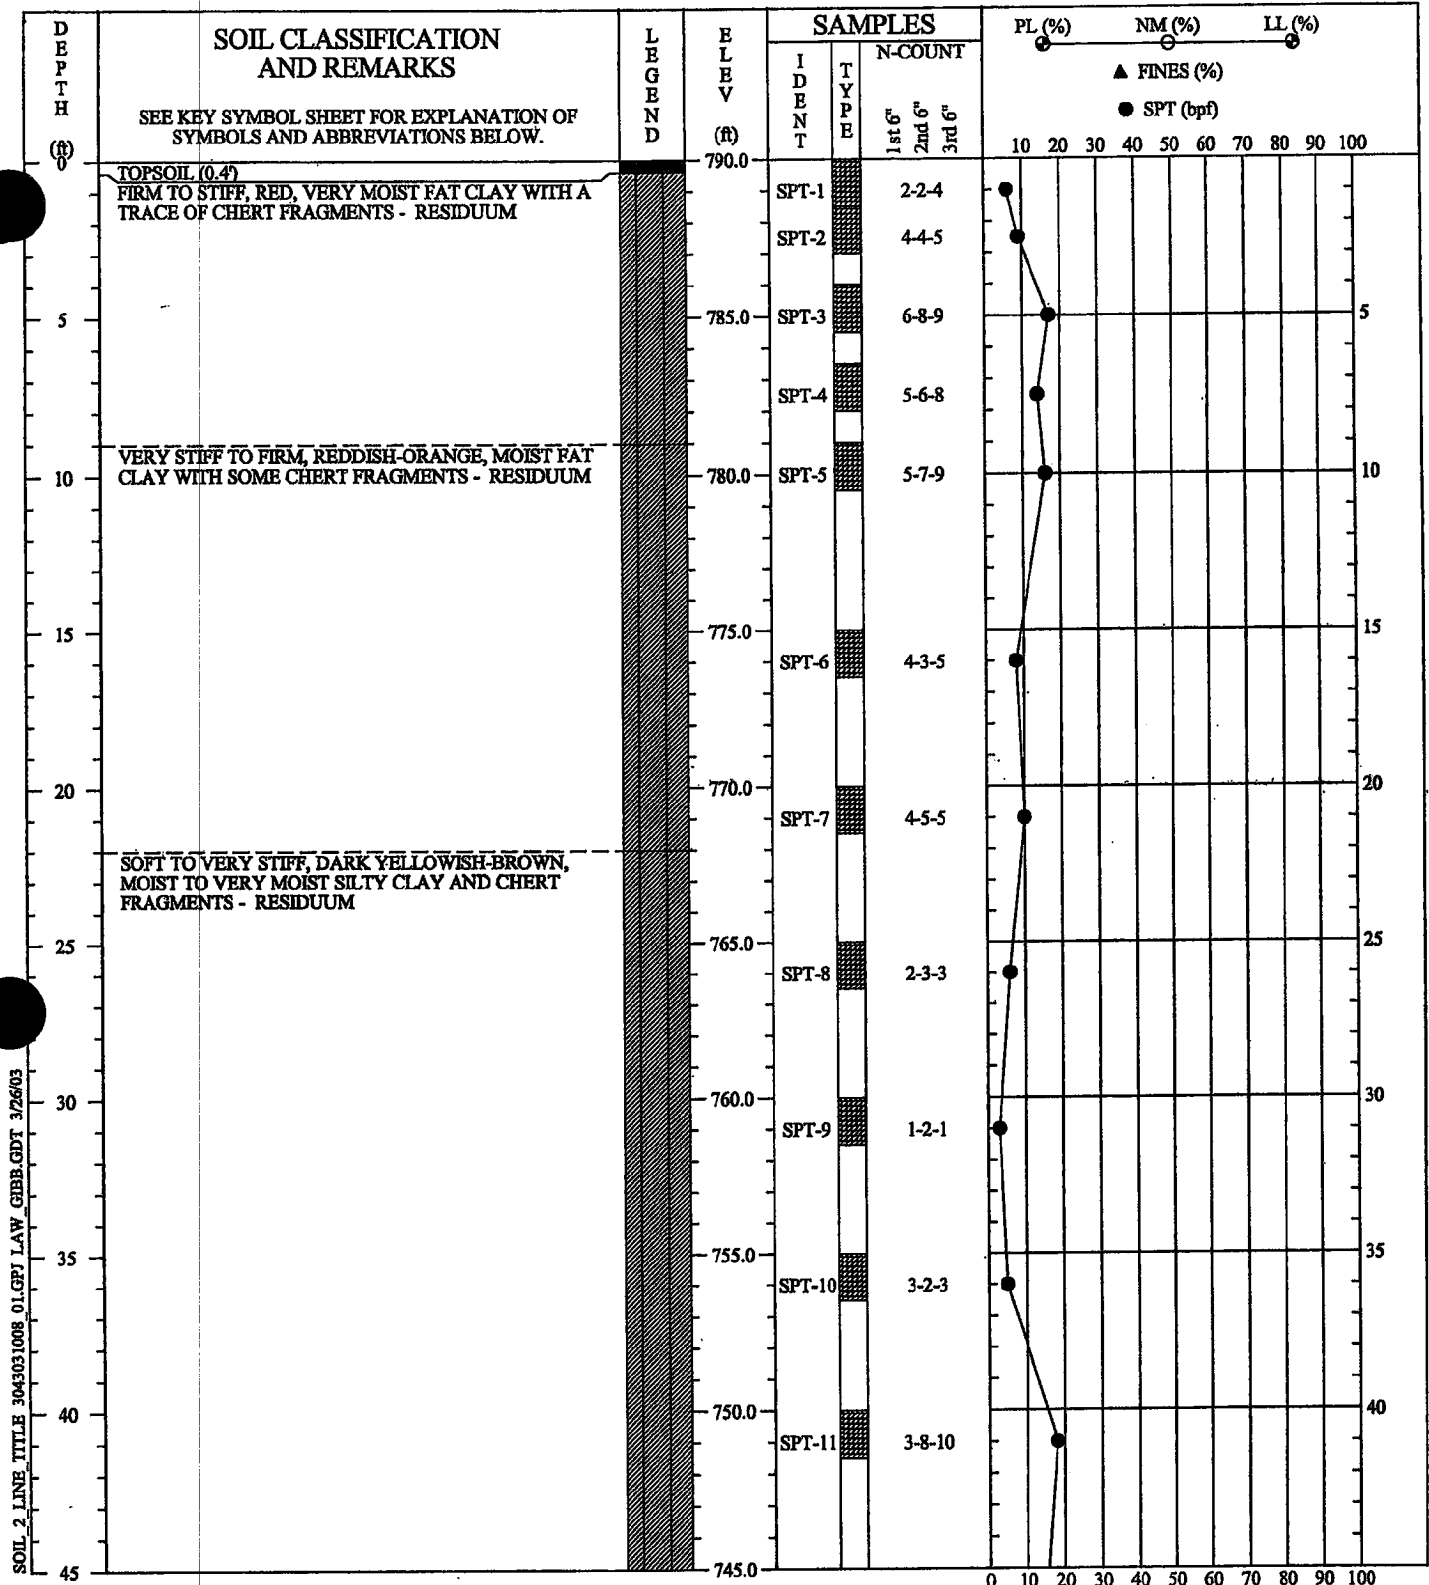 DEPTH
(ft)
SOIL CLASSIFICATION
AND REMARKS
SEE KEY SYMBOL SHEET FOR EXPLANATION OF
SYMBOLS AND ABBREVIATIONS BELOW.
LEGEND
ELEV
(ft)
SAMPLES
IDENT
TYPE
N-COUNT
1st 6"
2nd 6"
3rd 6"
PL (%) NM (%) LL (%)
▲ FINES (%)
● SPT (bpf)
10 20 30 40 50 60 70 80 90 100
0
790.0
TOPSOIL (0.4')
FIRM TO STIFF, RED, VERY MOIST FAT CLAY WITH A
TRACE OF CHERT FRAGMENTS - RESIDUUM
SPT-1 2-2-4
SPT-2 4-4-5
5 785.0 SPT-3 6-8-9 5
SPT-4 5-6-8
VERY STIFF TO FIRM, REDDISH-ORANGE, MOIST FAT
CLAY WITH SOME CHERT FRAGMENTS - RESIDUUM
10 780.0 SPT-5 5-7-9 10
15 775.0 15
SPT-6 4-3-5
20 770.0 20
SPT-7 4-5-5
SOFT TO VERY STIFF, DARK YELLOWISH-BROWN,
MOIST TO VERY MOIST SILTY CLAY AND CHERT
FRAGMENTS - RESIDUUM
25 765.0 25
SPT-8 2-3-3
30 760.0 30
SPT-9 1-2-1
35 755.0 35
SPT-10 3-2-3
40 750.0 40
SPT-11 3-8-10
45 745.0
0 10 20 30 40 50 60 70 80 90 100
SOIL_2_LINE_TITLE 3043031008_01.GPJ LAW_GIBB.GDT 3/26/03